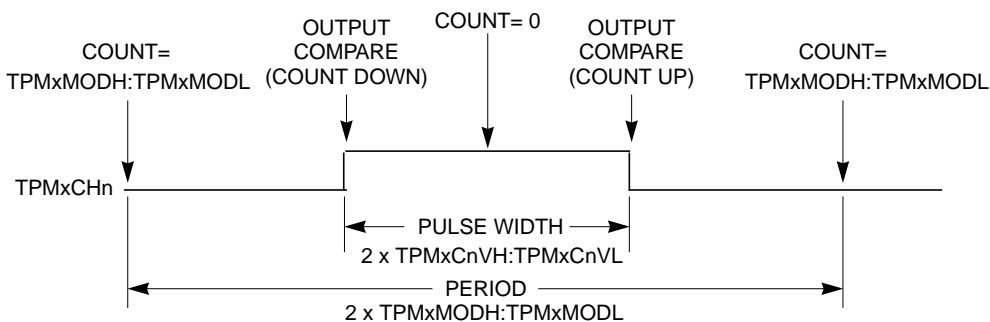 COUNT=
TPMxMODH:TPMxMODL
OUTPUT
COMPARE
(COUNT DOWN)
COUNT= 0
OUTPUT
COMPARE
(COUNT UP)
COUNT=
TPMxMODH:TPMxMODL
TPMxCHn
PULSE WIDTH
2 x TPMxCnVH:TPMxCnVL
PERIOD
2 x TPMxMODH:TPMxMODL